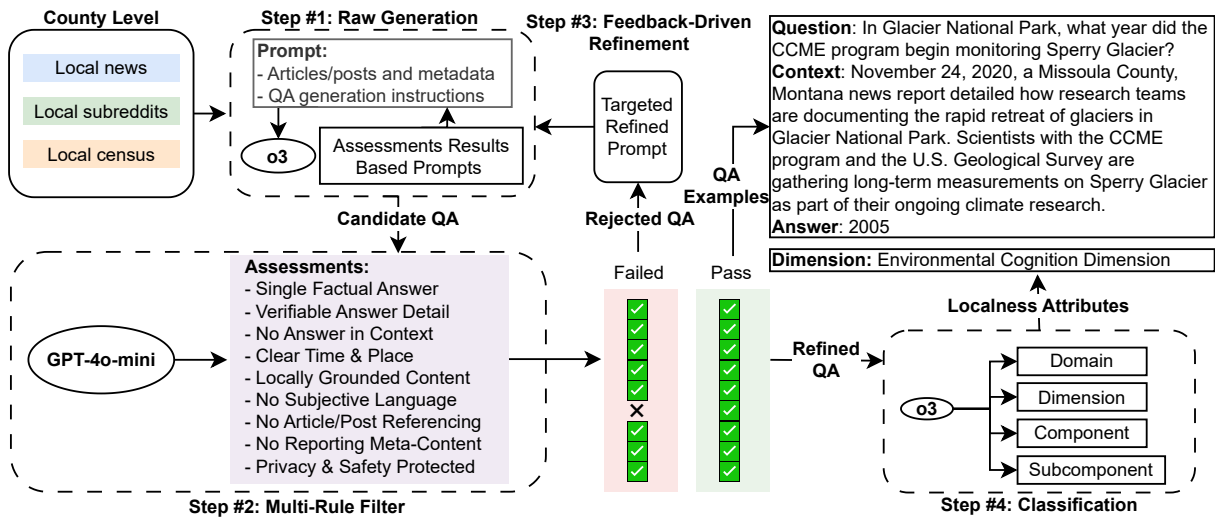 County Level
Local news
Local subreddits
Local census
Step #1: Raw Generation
Prompt:
- Articles/posts and metadata
- QA generation instructions
o3
Assessments Results
Based Prompts
Step #3: Feedback-Driven
Refinement
Targeted
Refined
Prompt
Question: In Glacier National Park, what year did the
CCME program begin monitoring Sperry Glacier?
Context: November 24, 2020, a Missoula County,
Montana news report detailed how research teams
are documenting the rapid retreat of glaciers in
Glacier National Park. Scientists with the CCME
program and the U.S. Geological Survey are
gathering long-term measurements on Sperry Glacier
as part of their ongoing climate research.
Answer: 2005
Dimension: Environmental Cognition Dimension
Candidate QA
Rejected QA
QA
Examples
GPT-4o-mini
Assessments:
- Single Factual Answer
- Verifiable Answer Detail
- No Answer in Context
- Clear Time & Place
- Locally Grounded Content
- No Subjective Language
- No Article/Post Referencing
- No Reporting Meta-Content
- Privacy & Safety Protected
Step #2: Multi-Rule Filter
Failed
Pass
Refined
QA
Localness Attributes
o3
Domain
Dimension
Component
Subcomponent
Step #4: Classification